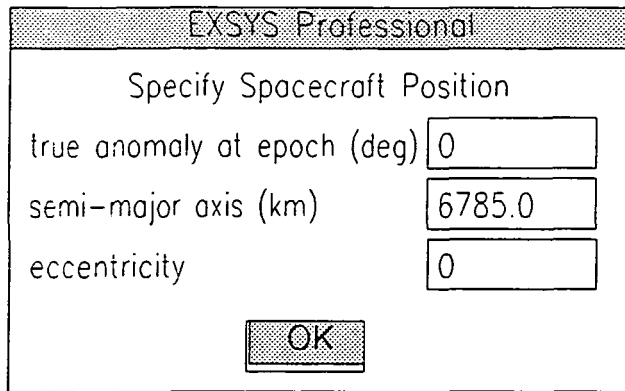 EXSYS Professional
Specify Spacecraft Position
true anomaly at epoch (deg) 0
semi-major axis (km) 6785.0
eccentricity 0
OK